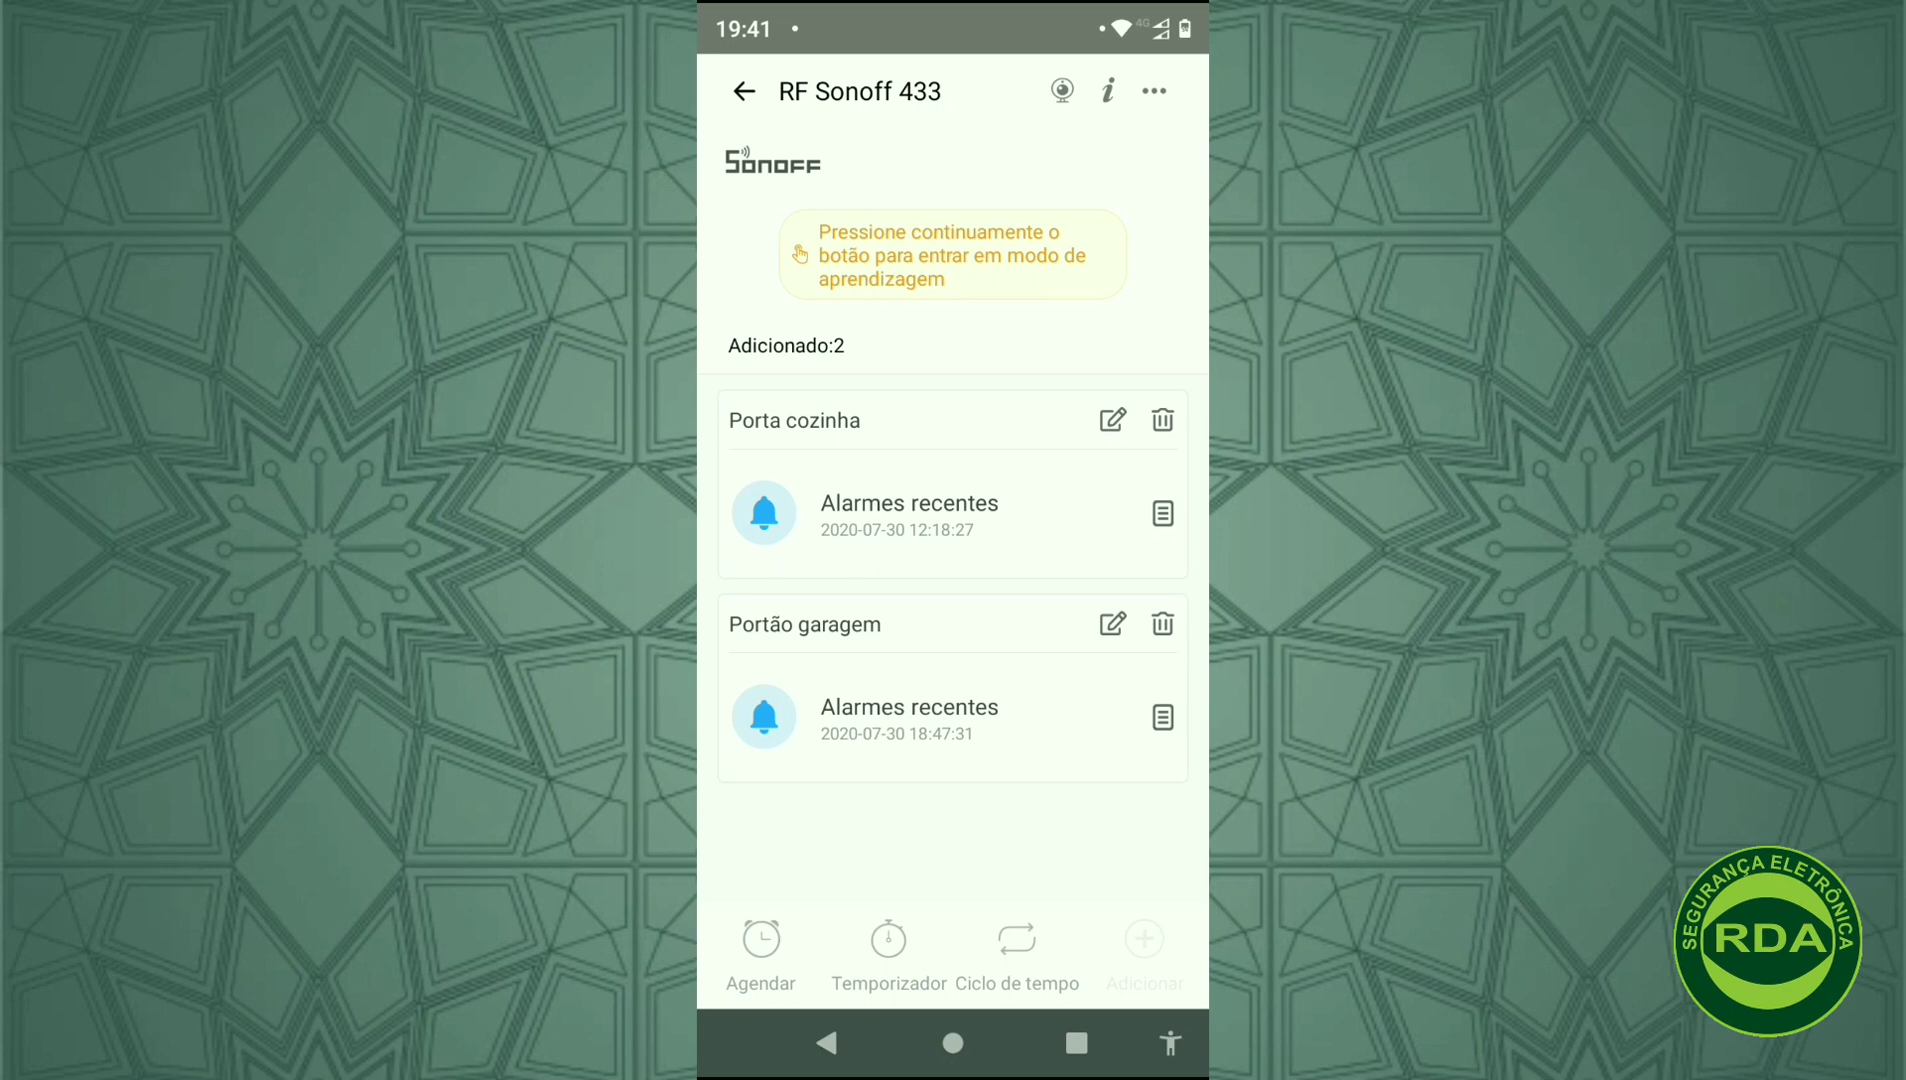 19:41
4G
RF Sonoff 433
SONOFF
Pressione continuamente o
botão para entrar em modo de
aprendizagem
Adicionado:2
Porta cozinha
Alarmes recentes
2020-07-30 12:18:27
Portão garagem
Alarmes recentes
2020-07-30 18:47:31
Agendar
Temporizador
Ciclo de tempo
Adicionar
SEGURANÇA ELETRÔNICA
RDA